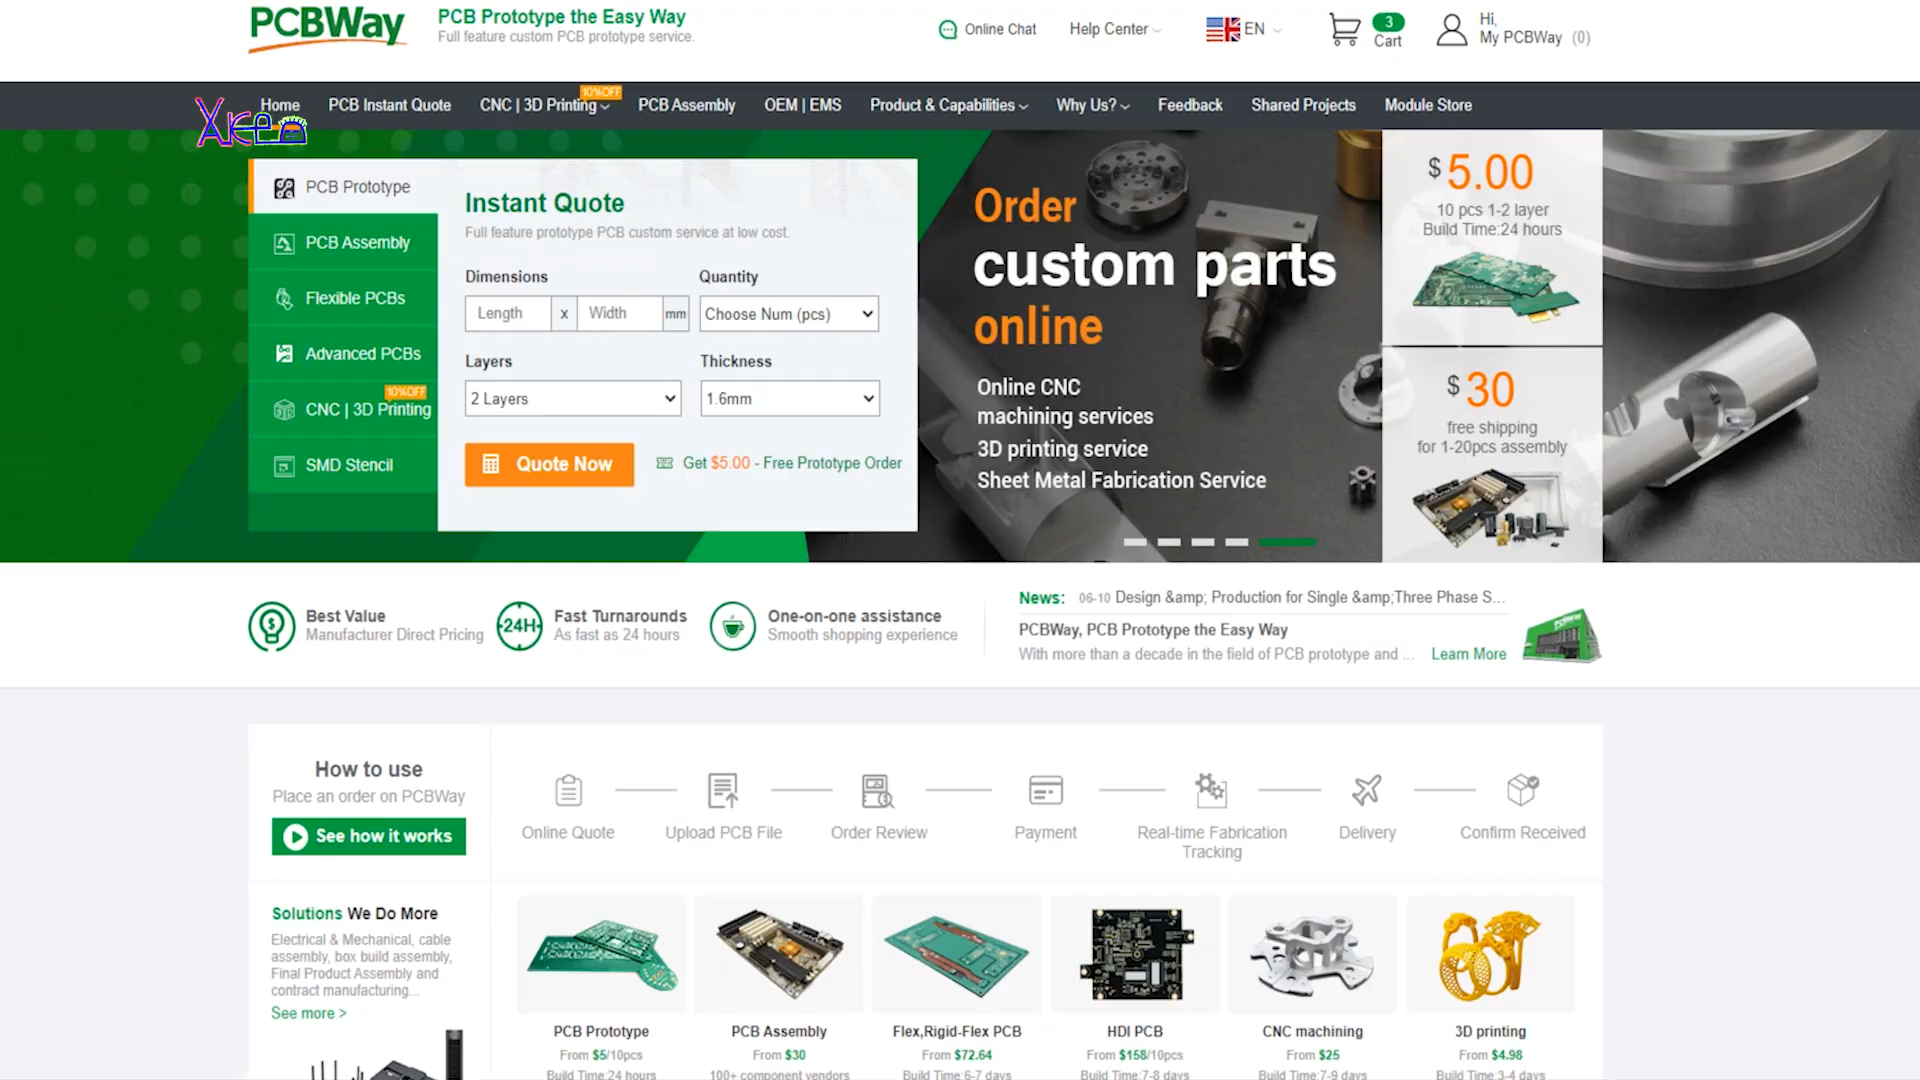 PCBWay
PCB Prototype the Easy Way
Full feature custom PCB prototype service.
Online Chat
Help Center
EN
3
Cart
Hi,
My PCBWay (0)
Home
PCB Instant Quote
CNC | 3D Printing
10%OFF
PCB Assembly
OEM | EMS
Product & Capabilities
Why Us?
Feedback
Shared Projects
Module Store
PCB Prototype
PCB Assembly
Flexible PCBs
Advanced PCBs
10%OFF
CNC | 3D Printing
SMD Stencil
Instant Quote
Full feature prototype PCB custom service at low cost.
Dimensions
Quantity
Length x Width mm
Choose Num (pcs)
Layers
Thickness
2 Layers
1.6mm
Quote Now
Get $5.00 - Free Prototype Order
Order
custom parts
online
Online CNC
machining services
3D printing service
Sheet Metal Fabrication Service
$5.00
10 pcs 1-2 layer
Build Time:24 hours
$30
free shipping
for 1-20pcs assembly
Best Value
Manufacturer Direct Pricing
24H
Fast Turnarounds
As fast as 24 hours
One-on-one assistance
Smooth shopping experience
News: 06-10 Design &amp; Production for Single &amp;Three Phase S...
PCBWay, PCB Prototype the Easy Way
With more than a decade in the field of PCB prototype and ... Learn More
How to use
Place an order on PCBWay
See how it works
Online Quote
Upload PCB File
Order Review
Payment
Real-time Fabrication
Tracking
Delivery
Confirm Received
Solutions We Do More
Electrical & Mechanical, cable
assembly, box build assembly,
Final Product Assembly and
contract manufacturing...
See more >
PCB Prototype
From $5/10pcs
Build Time:24 hours
PCB Assembly
From $30
100+ component vendors
Flex,Rigid-Flex PCB
From $72.64
Build Time:6-7 days
HDI PCB
From $158/10pcs
Build Time:7-8 days
CNC machining
From $25
Build Time:7-9 days
3D printing
From $4.98
Build Time:3-4 days